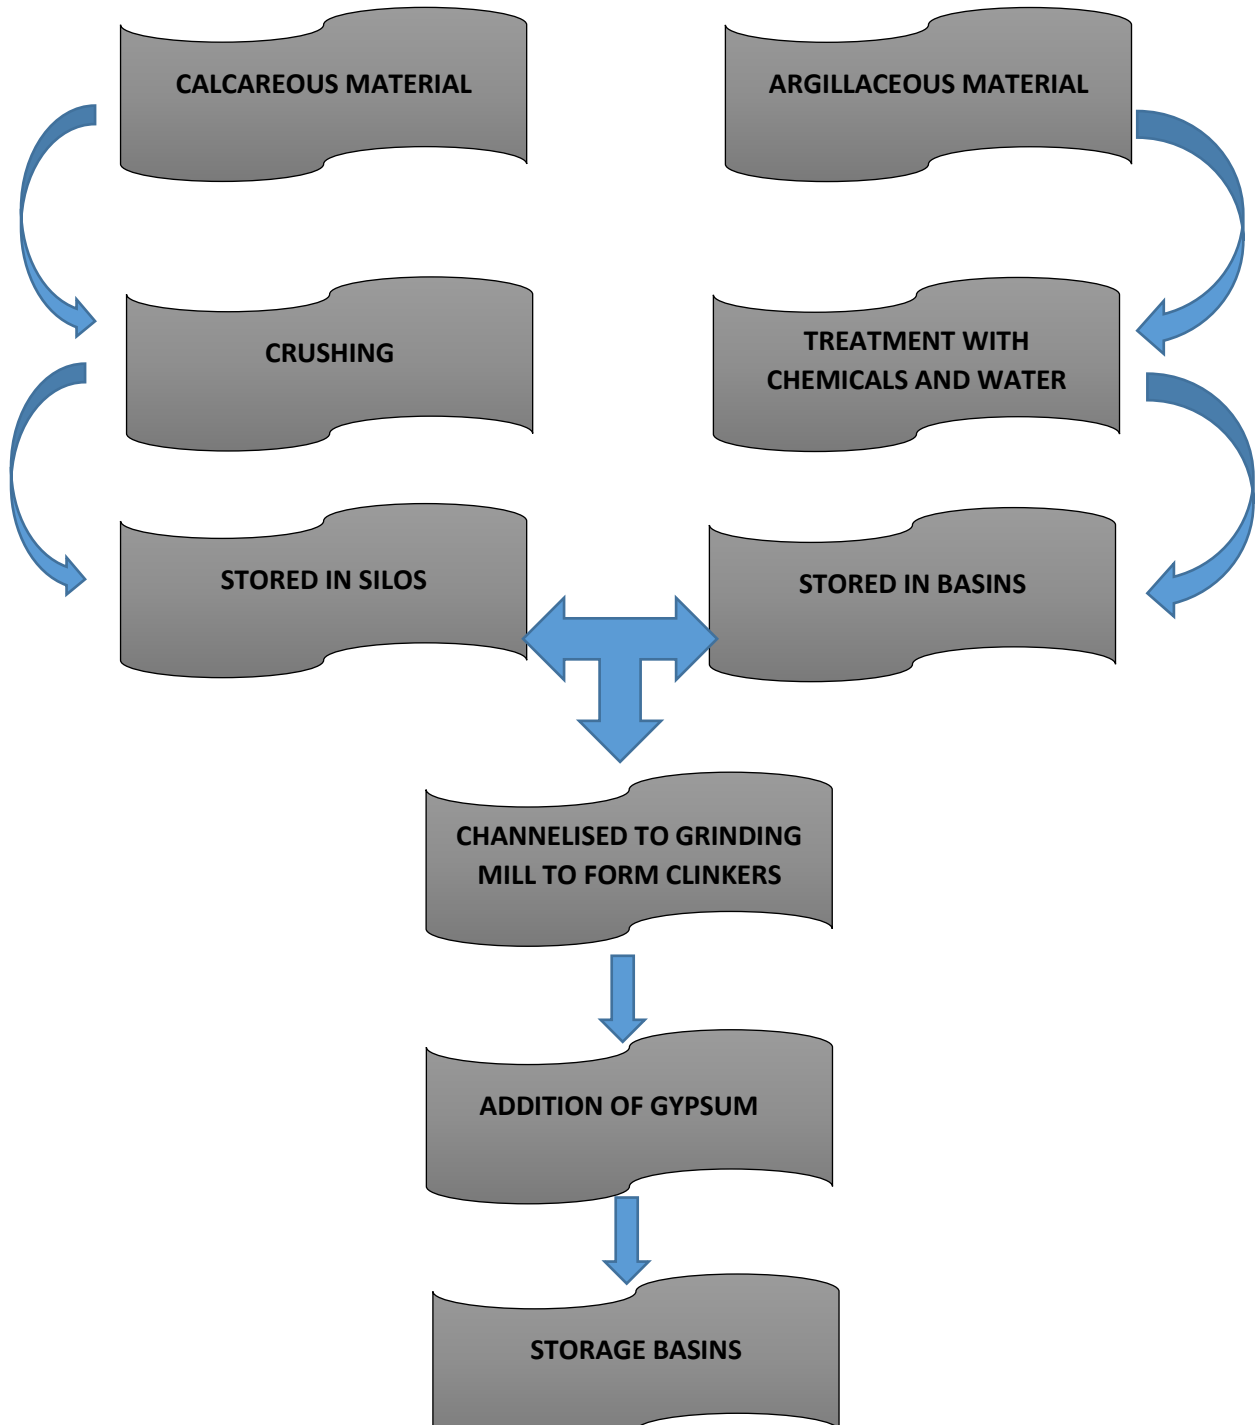 CALCAREOUS MATERIAL
ARGILLACEOUS MATERIAL
CRUSHING
TREATMENT WITH
CHEMICALS AND WATER
STORED IN SILOS
STORED IN BASINS
CHANNELISED TO GRINDING
MILL TO FORM CLINKERS
ADDITION OF GYPSUM
STORAGE BASINS